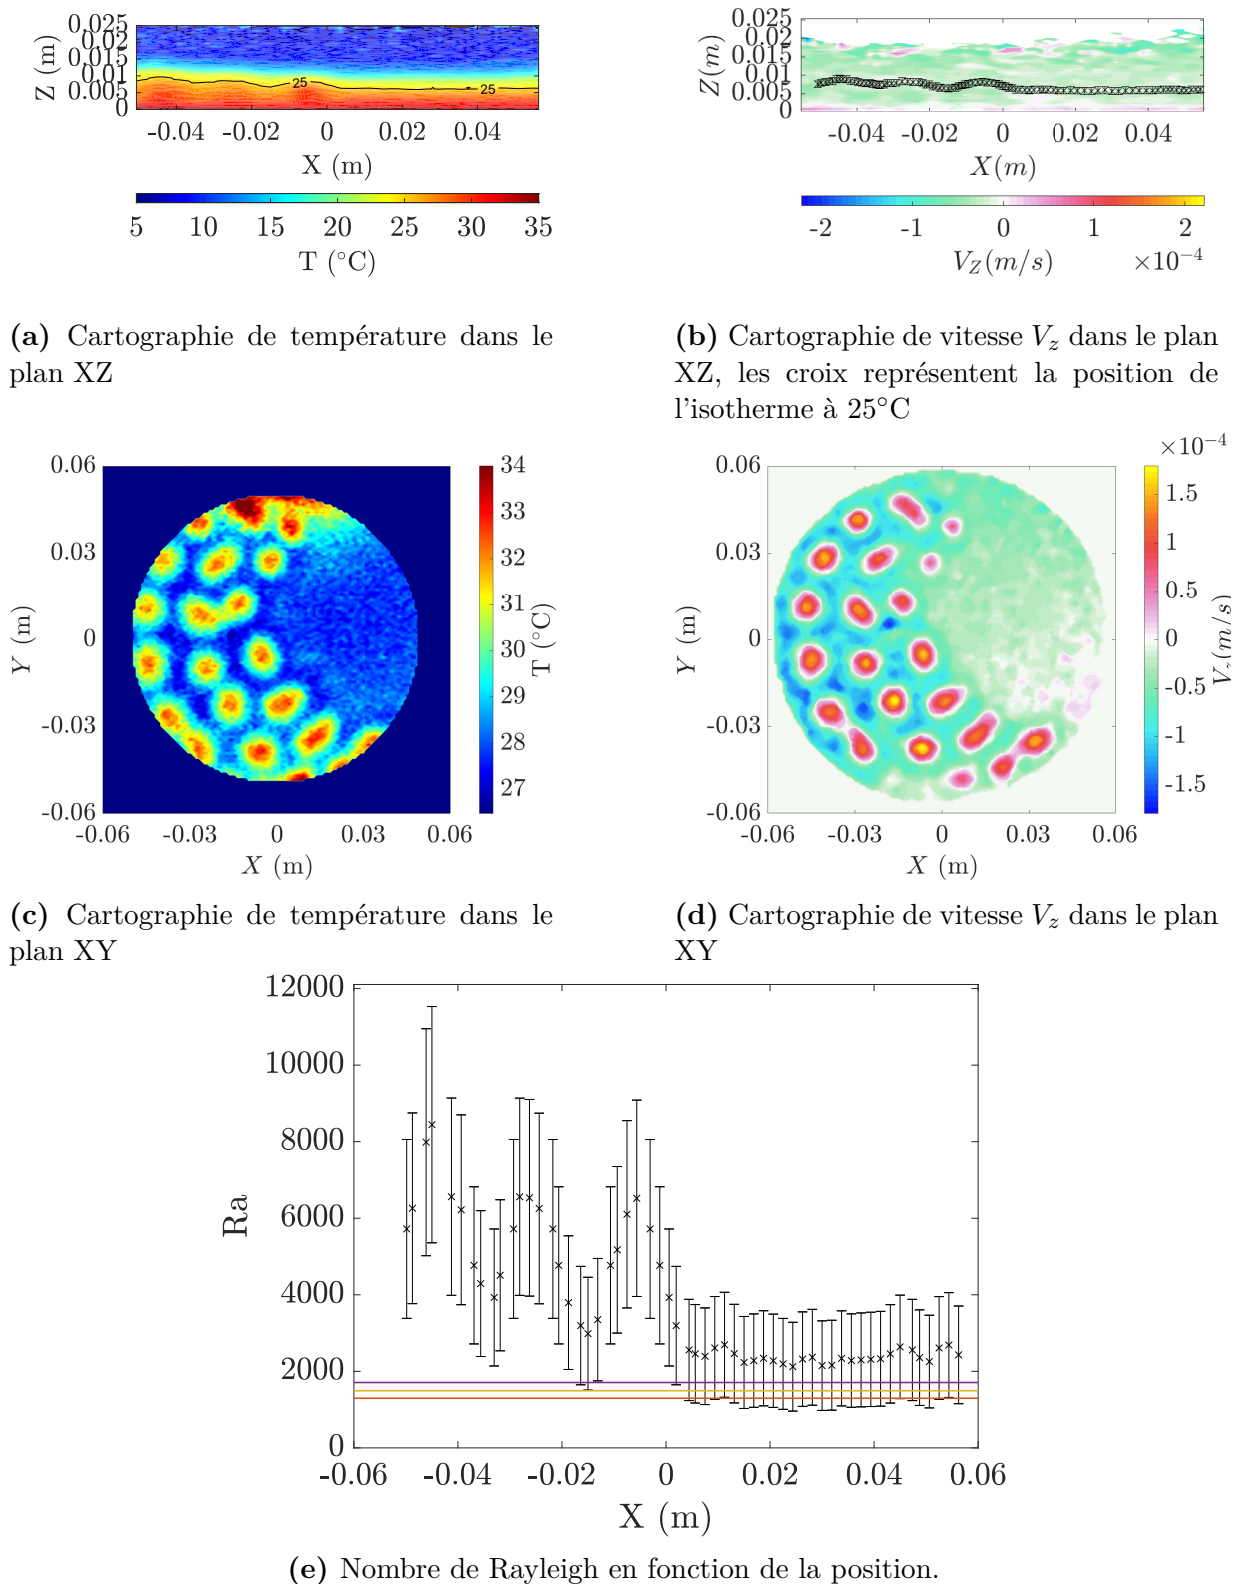 0.025
0.02
0.015
0.01
0.005
0
Z (m)
25
25
-0.04 -0.02 0 0.02 0.04
X (m)
5 10 15 20 25 30 35
T (°C)
0.025
0.02
0.015
0.01
0.005
0
Z(m)
-0.04 -0.02 0 0.02 0.04
X(m)
-2 -1 0 1 2
V_Z(m/s) ×10⁻⁴
(a) Cartographie de température dans le
plan XZ
(b) Cartographie de vitesse V_z dans le plan
XZ, les croix représentent la position de
l'isotherme à 25°C
0.06
0.03
0
-0.03
-0.06
Y (m)
-0.06 -0.03 0 0.03 0.06
X (m)
34
33
32
31
30
29
28
27
T (°C)
0.06
0.03
0
-0.03
-0.06
Y (m)
-0.06 -0.03 0 0.03 0.06
X (m)
×10⁻⁴
1.5
1
0.5
0
-0.5
-1
-1.5
V_z(m/s)
(c) Cartographie de température dans le
plan XY
(d) Cartographie de vitesse V_z dans le plan
XY
12000
10000
8000
6000
4000
2000
0
Ra
-0.06 -0.04 -0.02 0 0.02 0.04 0.06
X (m)
(e) Nombre de Rayleigh en fonction de la position.